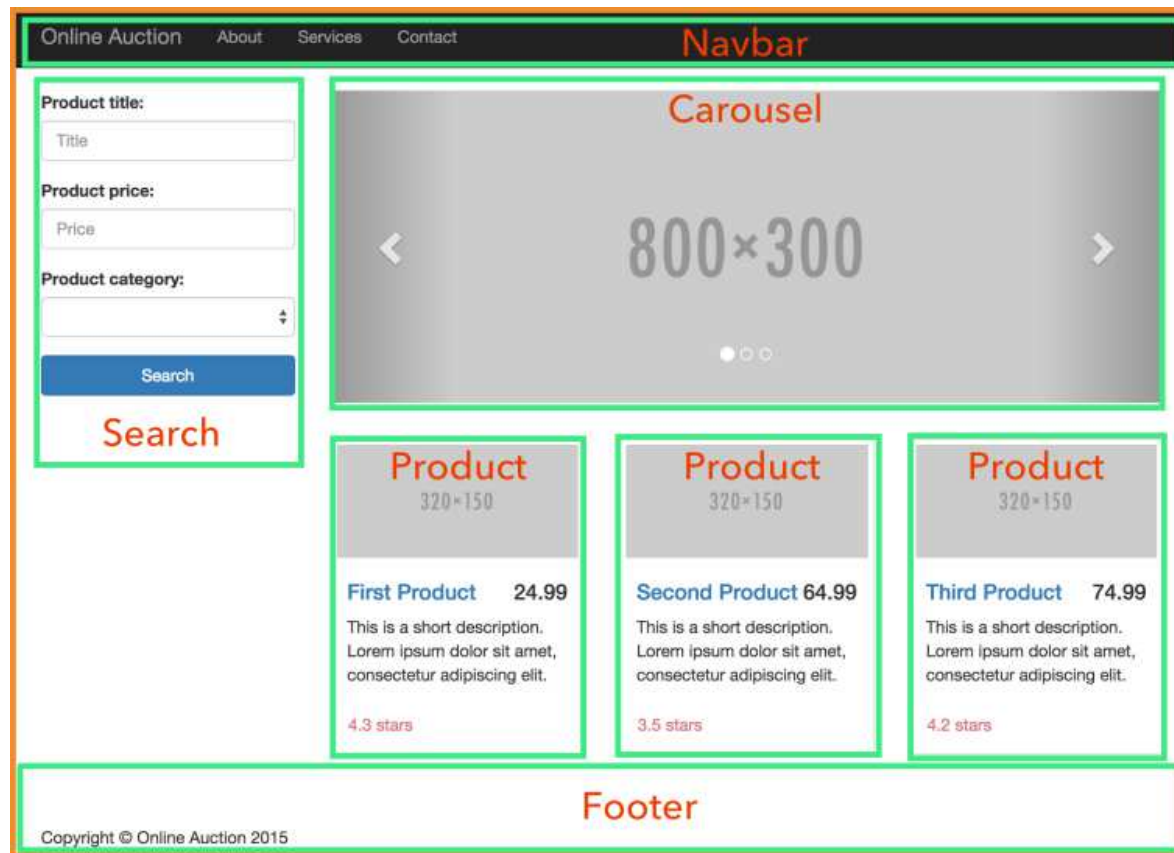 Online Auction About Services Contact Navbar
Product title:
Title
Product price:
Price
Product category:
Search
Search
Carousel
800×300
Product
320×150
First Product 24.99
This is a short description.
Lorem ipsum dolor sit amet,
consectetur adipiscing elit.
4.3 stars
Product
320×150
Second Product 64.99
This is a short description.
Lorem ipsum dolor sit amet,
consectetur adipiscing elit.
3.5 stars
Product
320×150
Third Product 74.99
This is a short description.
Lorem ipsum dolor sit amet,
consectetur adipiscing elit.
4.2 stars
Footer
Copyright © Online Auction 2015